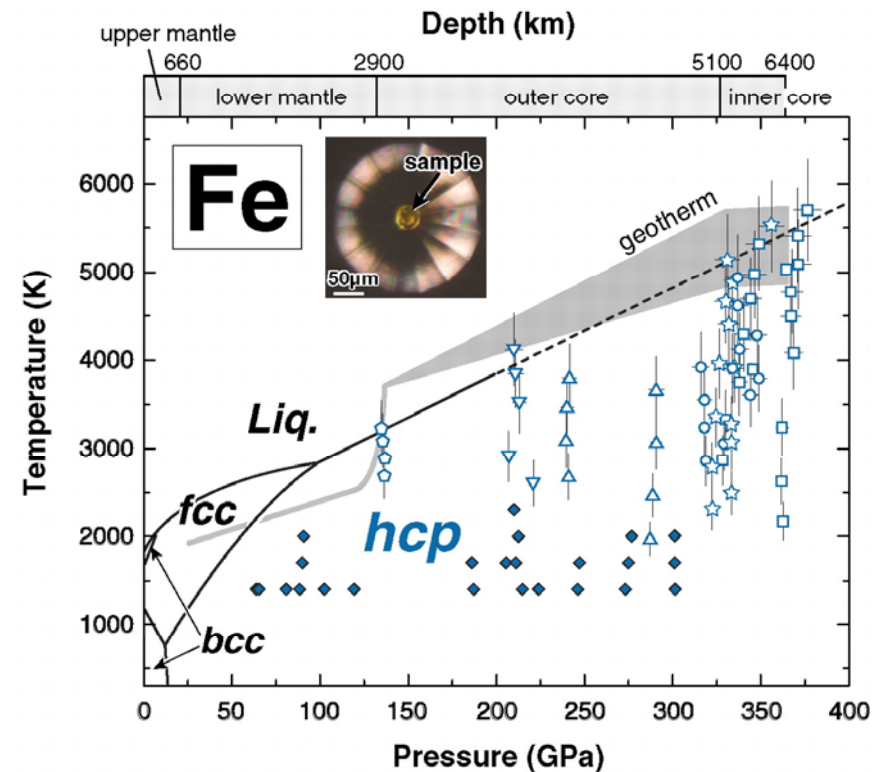 Depth (km)
upper mantle
660 2900 5100 6400
lower mantle outer core inner core
Fe
sample
50µm
geotherm
Liq.
fcc
hcp
bcc
Temperature (K)
6000
5000
4000
3000
2000
1000
0 50 100 150 200 250 300 350 400
Pressure (GPa)